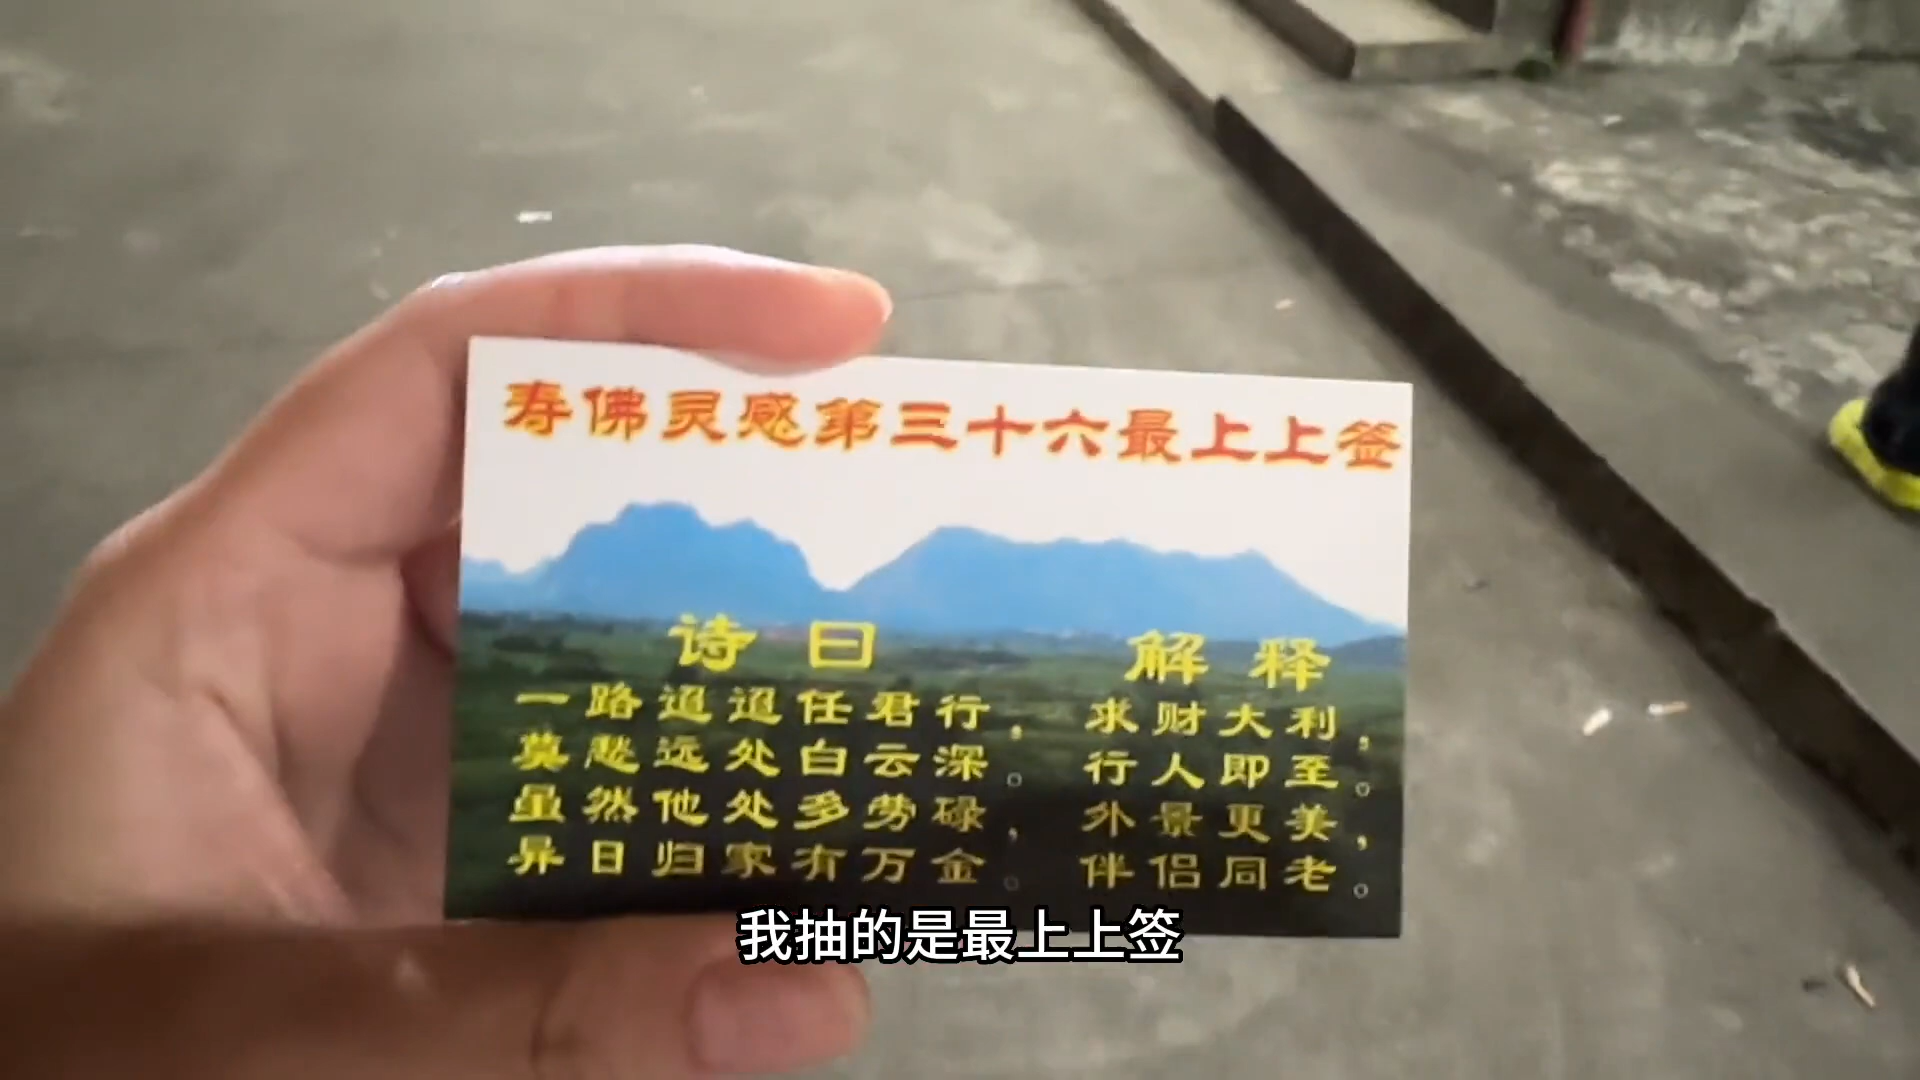 寿佛灵感第三十六最上上签
诗曰
一路迢迢任君行，
莫愁远处白云深。
虽然他处多劳碌，
异日归家有万金。
解释
求财大利，
行人即至。
外景更美，
伴侣同老。
我抽的是最上上签